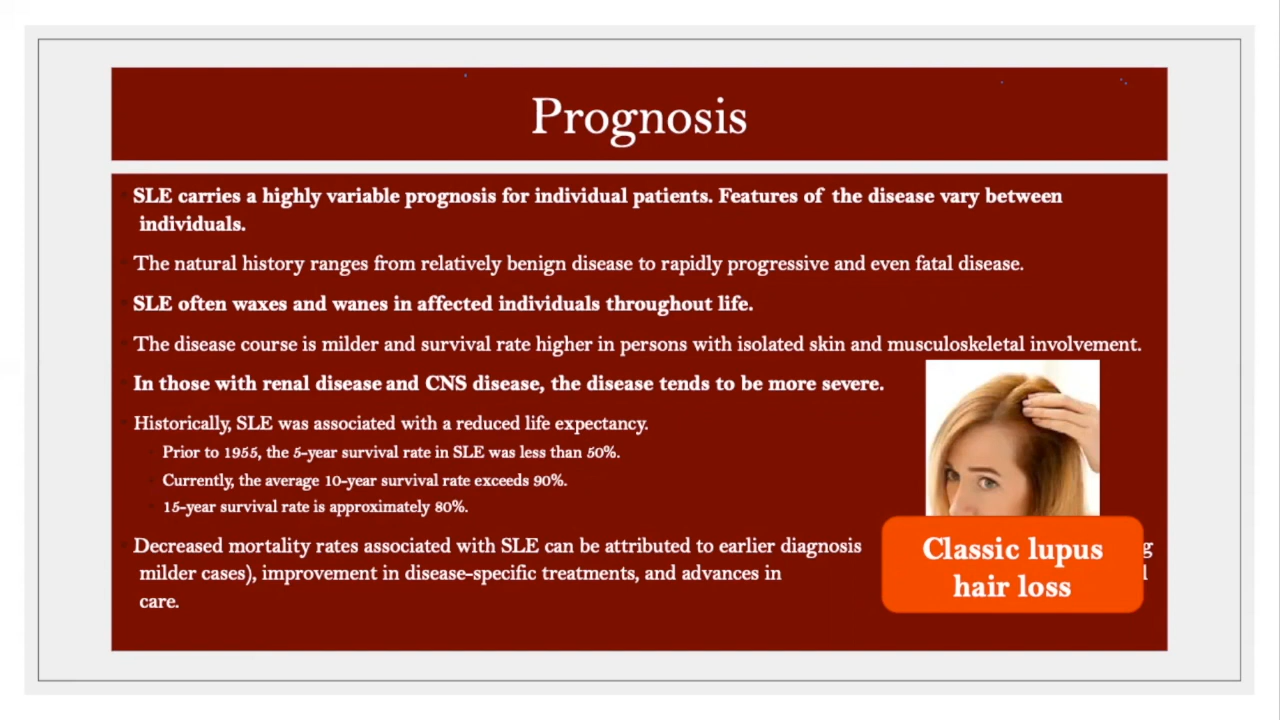 Prognosis
SLE carries a highly variable prognosis for individual patients. Features of the disease vary between
individuals.
The natural history ranges from relatively benign disease to rapidly progressive and even fatal disease.
SLE often waxes and wanes in affected individuals throughout life.
The disease course is milder and survival rate higher in persons with isolated skin and musculoskeletal involvement.
In those with renal disease and CNS disease, the disease tends to be more severe.
Historically, SLE was associated with a reduced life expectancy.
Prior to 1955, the 5-year survival rate in SLE was less than 50%.
Currently, the average 10-year survival rate exceeds 90%.
15-year survival rate is approximately 80%.
Decreased mortality rates associated with SLE can be attributed to earlier diagnosis
milder cases), improvement in disease-specific treatments, and advances in
care.
Classic lupus
hair loss